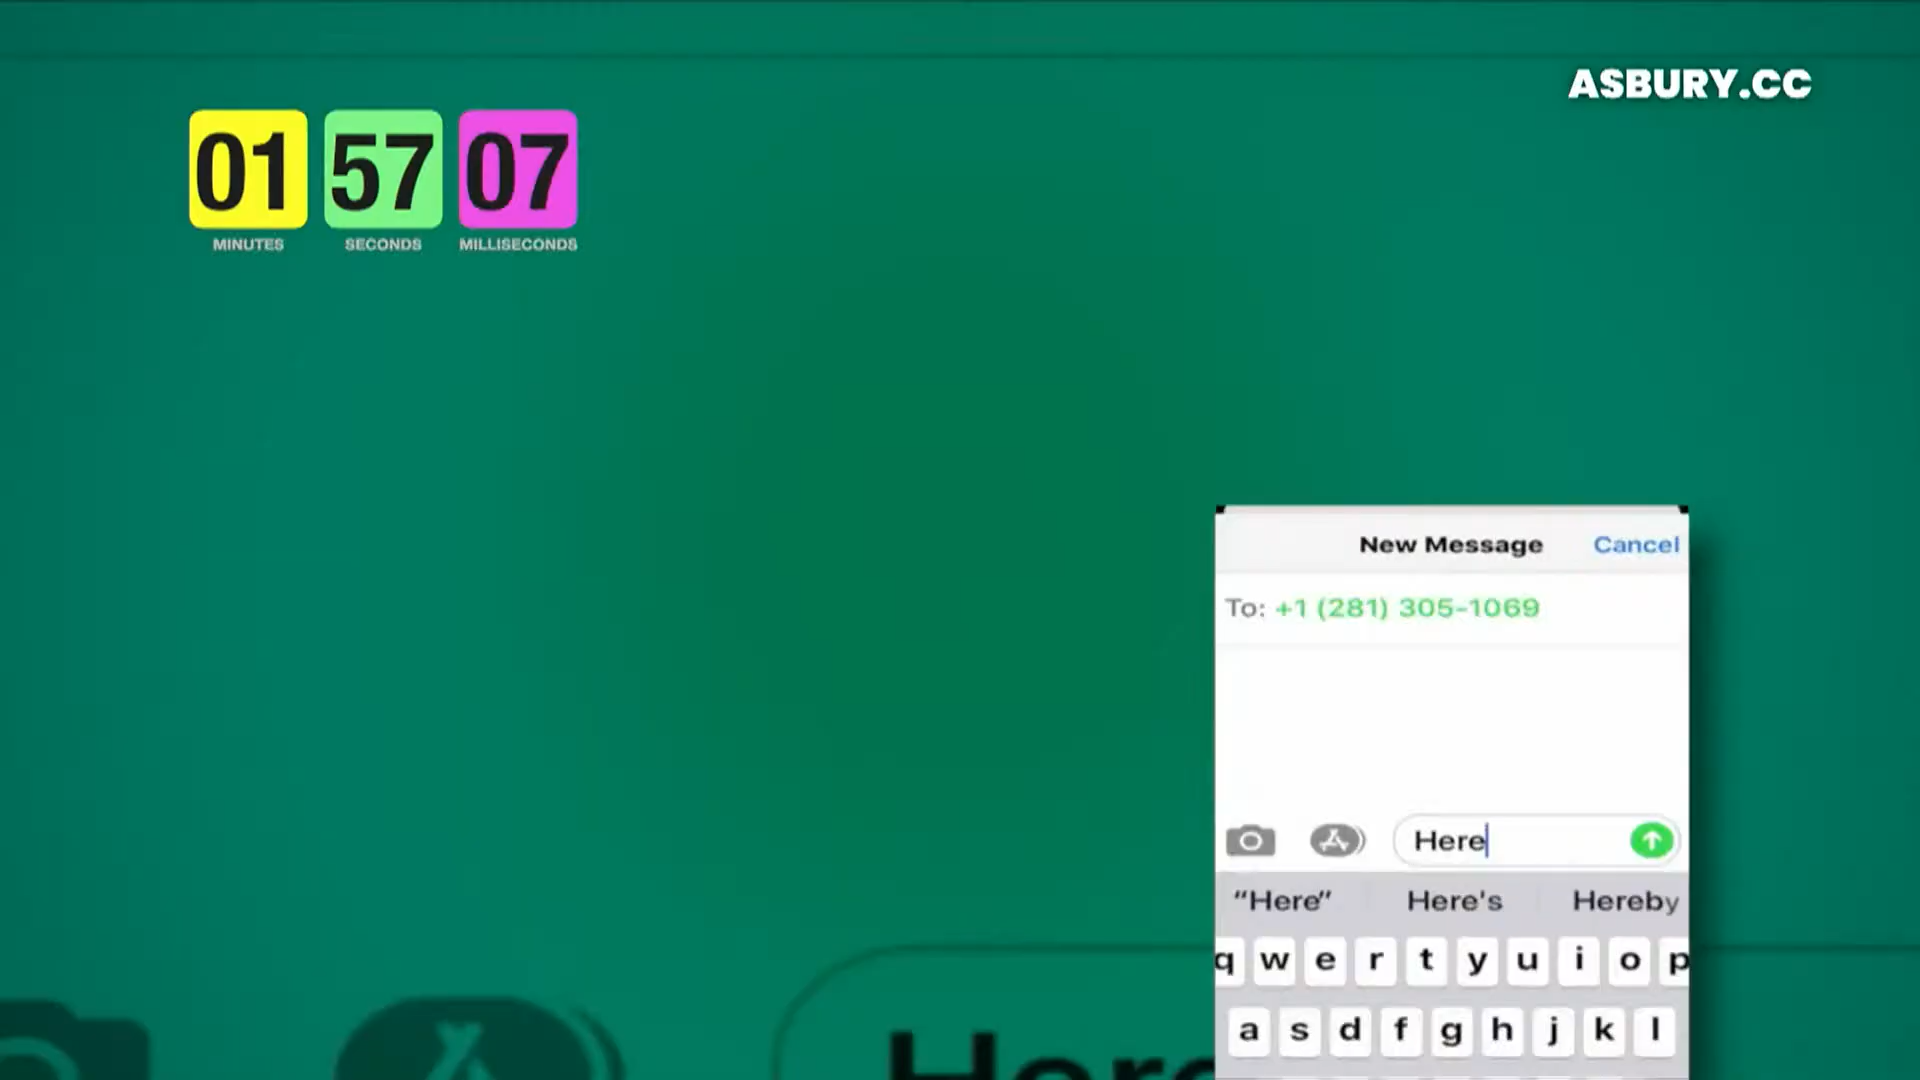 ASBURY.CC
01 57 07
MINUTES SECONDS MILLISECONDS
New Message Cancel
To: +1 (281) 305-1069
Here
“Here” Here's Hereby
q w e r t y u i o p
a s d f g h j k l
Here